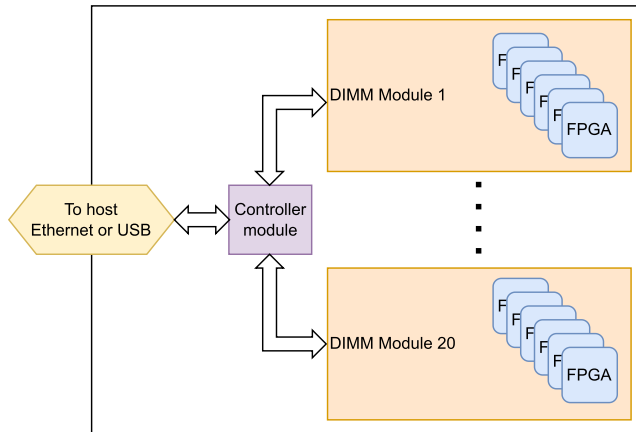 DIMM Module 1
F
F
F
F
F
FPGA
To host
Ethernet or USB
Controller
module
DIMM Module 20
F
F
F
F
F
FPGA